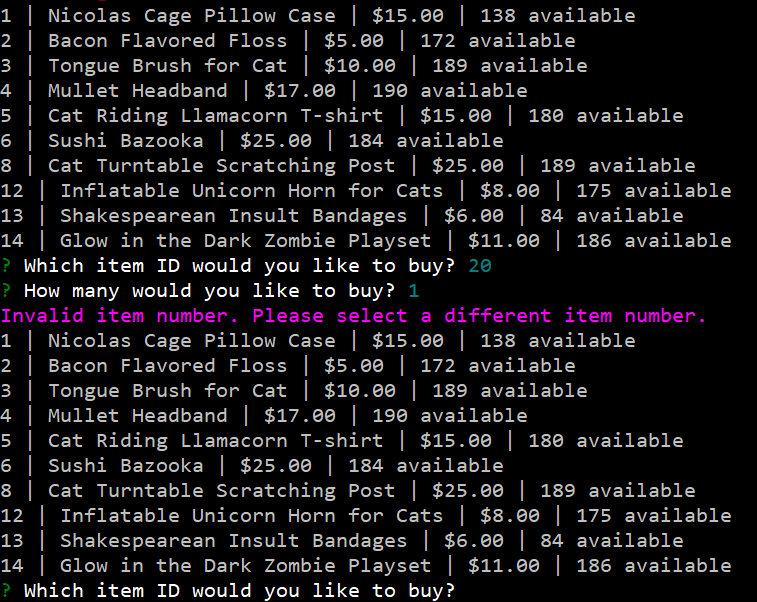 1 | Nicolas Cage Pillow Case | $15.00 | 138 available
2 | Bacon Flavored Floss | $5.00 | 172 available
3 | Tongue Brush for Cat | $10.00 | 189 available
4 | Mullet Headband | $17.00 | 190 available
5 | Cat Riding Llamacorn T-shirt | $15.00 | 180 available
6 | Sushi Bazooka | $25.00 | 184 available
8 | Cat Turntable Scratching Post | $25.00 | 189 available
12 | Inflatable Unicorn Horn for Cats | $8.00 | 175 available
13 | Shakespearean Insult Bandages | $6.00 | 84 available
14 | Glow in the Dark Zombie Playset | $11.00 | 186 available
? Which item ID would you like to buy? 20
? How many would you like to buy? 1
Invalid item number. Please select a different item number.
1 | Nicolas Cage Pillow Case | $15.00 | 138 available
2 | Bacon Flavored Floss | $5.00 | 172 available
3 | Tongue Brush for Cat | $10.00 | 189 available
4 | Mullet Headband | $17.00 | 190 available
5 | Cat Riding Llamacorn T-shirt | $15.00 | 180 available
6 | Sushi Bazooka | $25.00 | 184 available
8 | Cat Turntable Scratching Post | $25.00 | 189 available
12 | Inflatable Unicorn Horn for Cats | $8.00 | 175 available
13 | Shakespearean Insult Bandages | $6.00 | 84 available
14 | Glow in the Dark Zombie Playset | $11.00 | 186 available
? Which item ID would you like to buy?